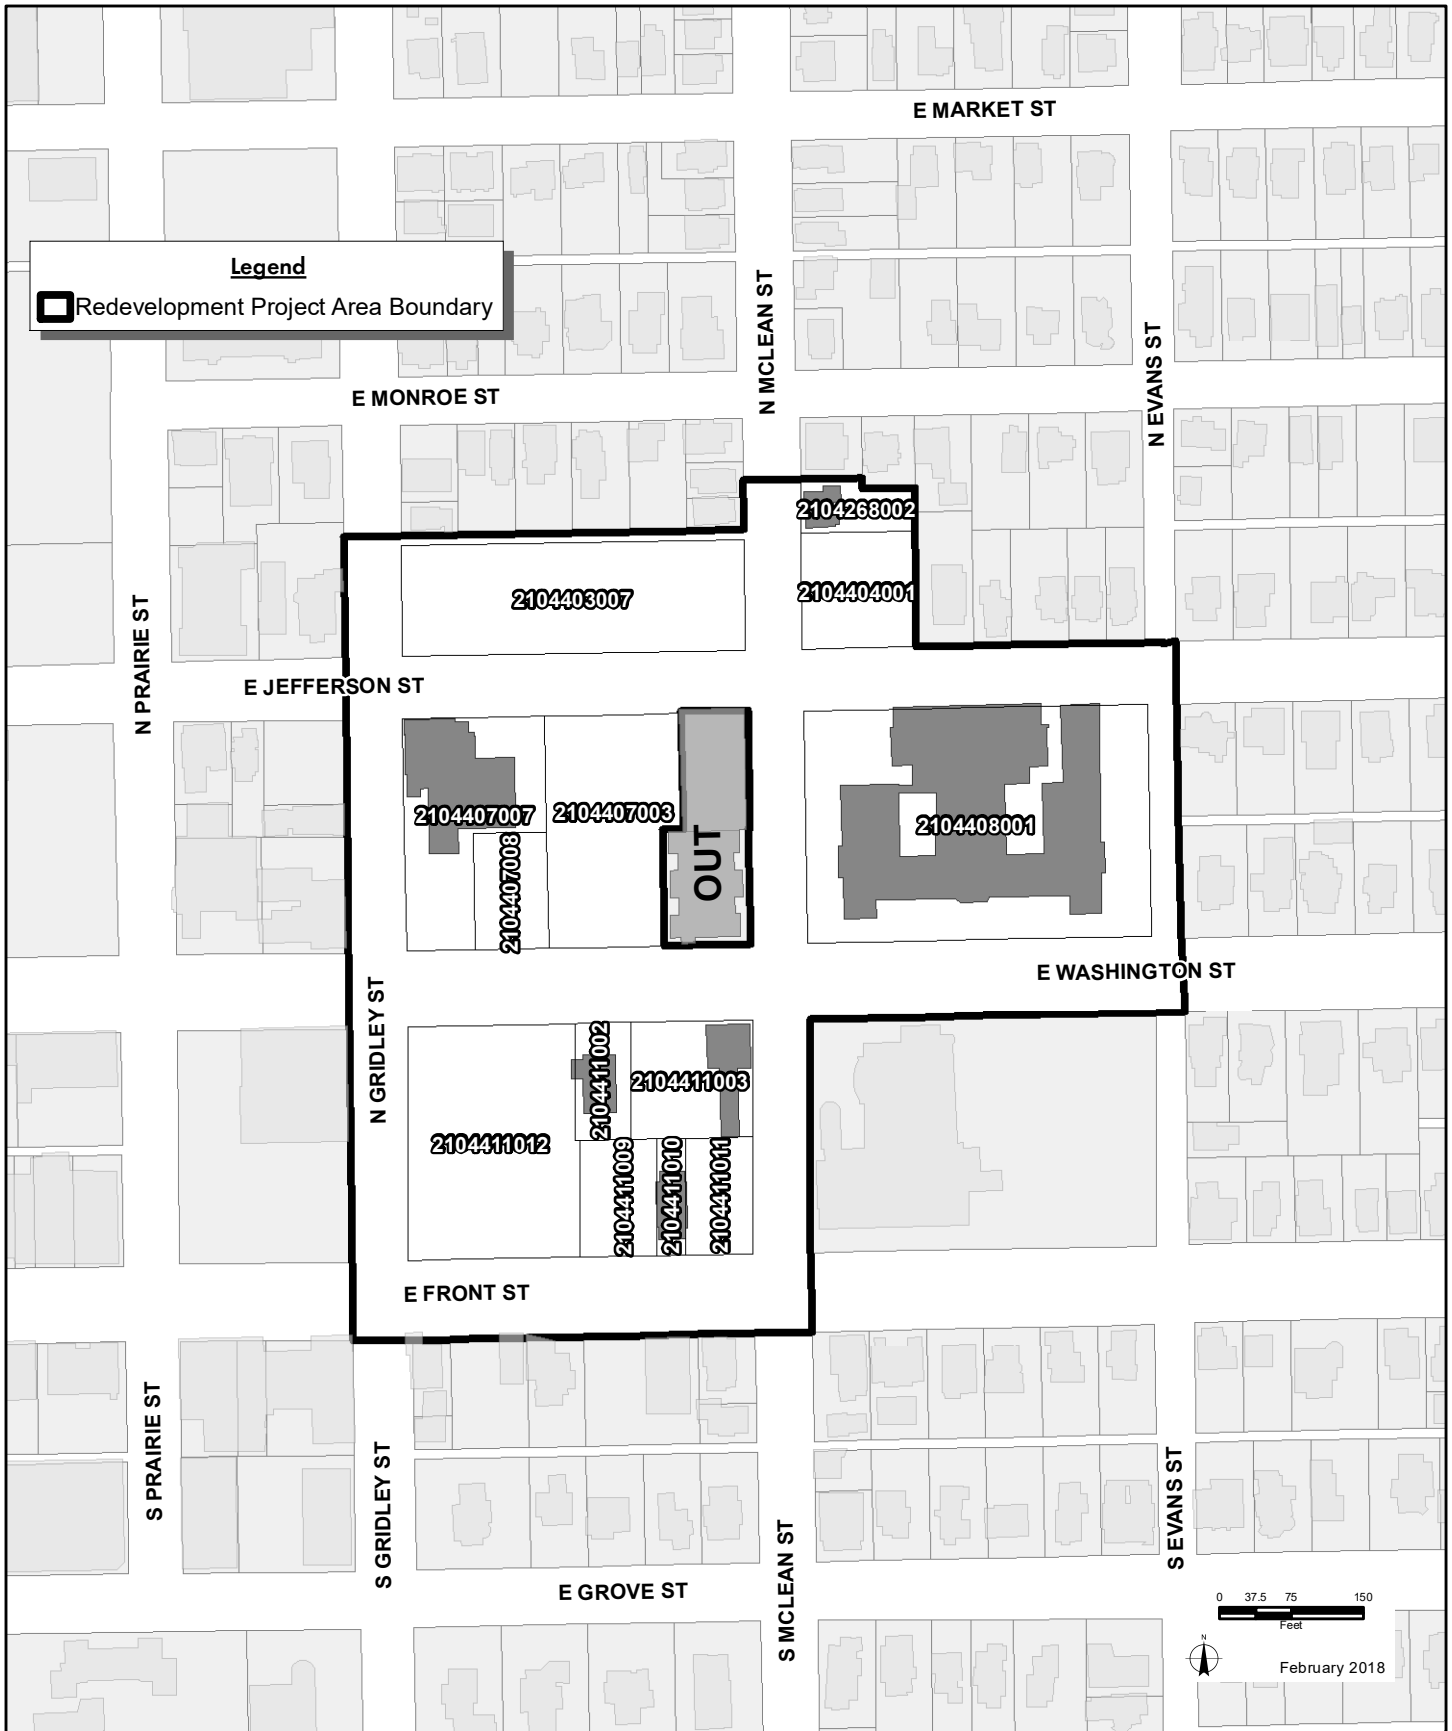 E MARKET ST
Legend
Redevelopment Project Area Boundary
N MCLEAN ST
N EVANS ST
E MONROE ST
2104268002
2104404001
2104403007
N PRAIRIE ST
E JEFFERSON ST
2104407007
2104407003
2104407008
OUT
2104408001
E WASHINGTON ST
N GRIDLEY ST
2104411002
2104411003
2104411012
2104411009
2104411010
2104411011
E FRONT ST
S PRAIRIE ST
S GRIDLEY ST
S MCLEAN ST
S EVANS ST
E GROVE ST
0 37.5 75 150
Feet
N
February 2018